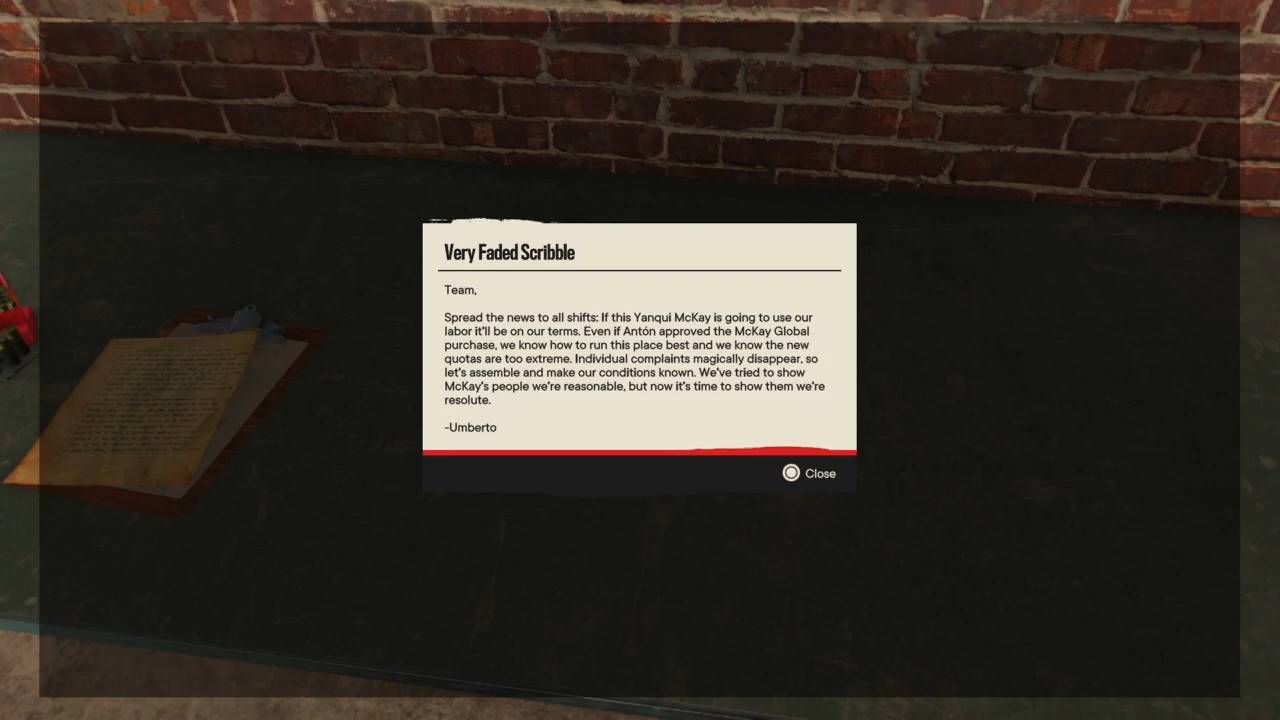 Very Faded Scribble
Team,
Spread the news to all shifts: If this Yanqui McKay is going to use our
labor it'll be on our terms. Even if Antón approved the McKay Global
purchase, we know how to run this place best and we know the new
quotas are too extreme. Individual complaints magically disappear, so
let's assemble and make our conditions known. We've tried to show
McKay's people we're reasonable, but now it's time to show them we're
resolute.
-Umberto
Close